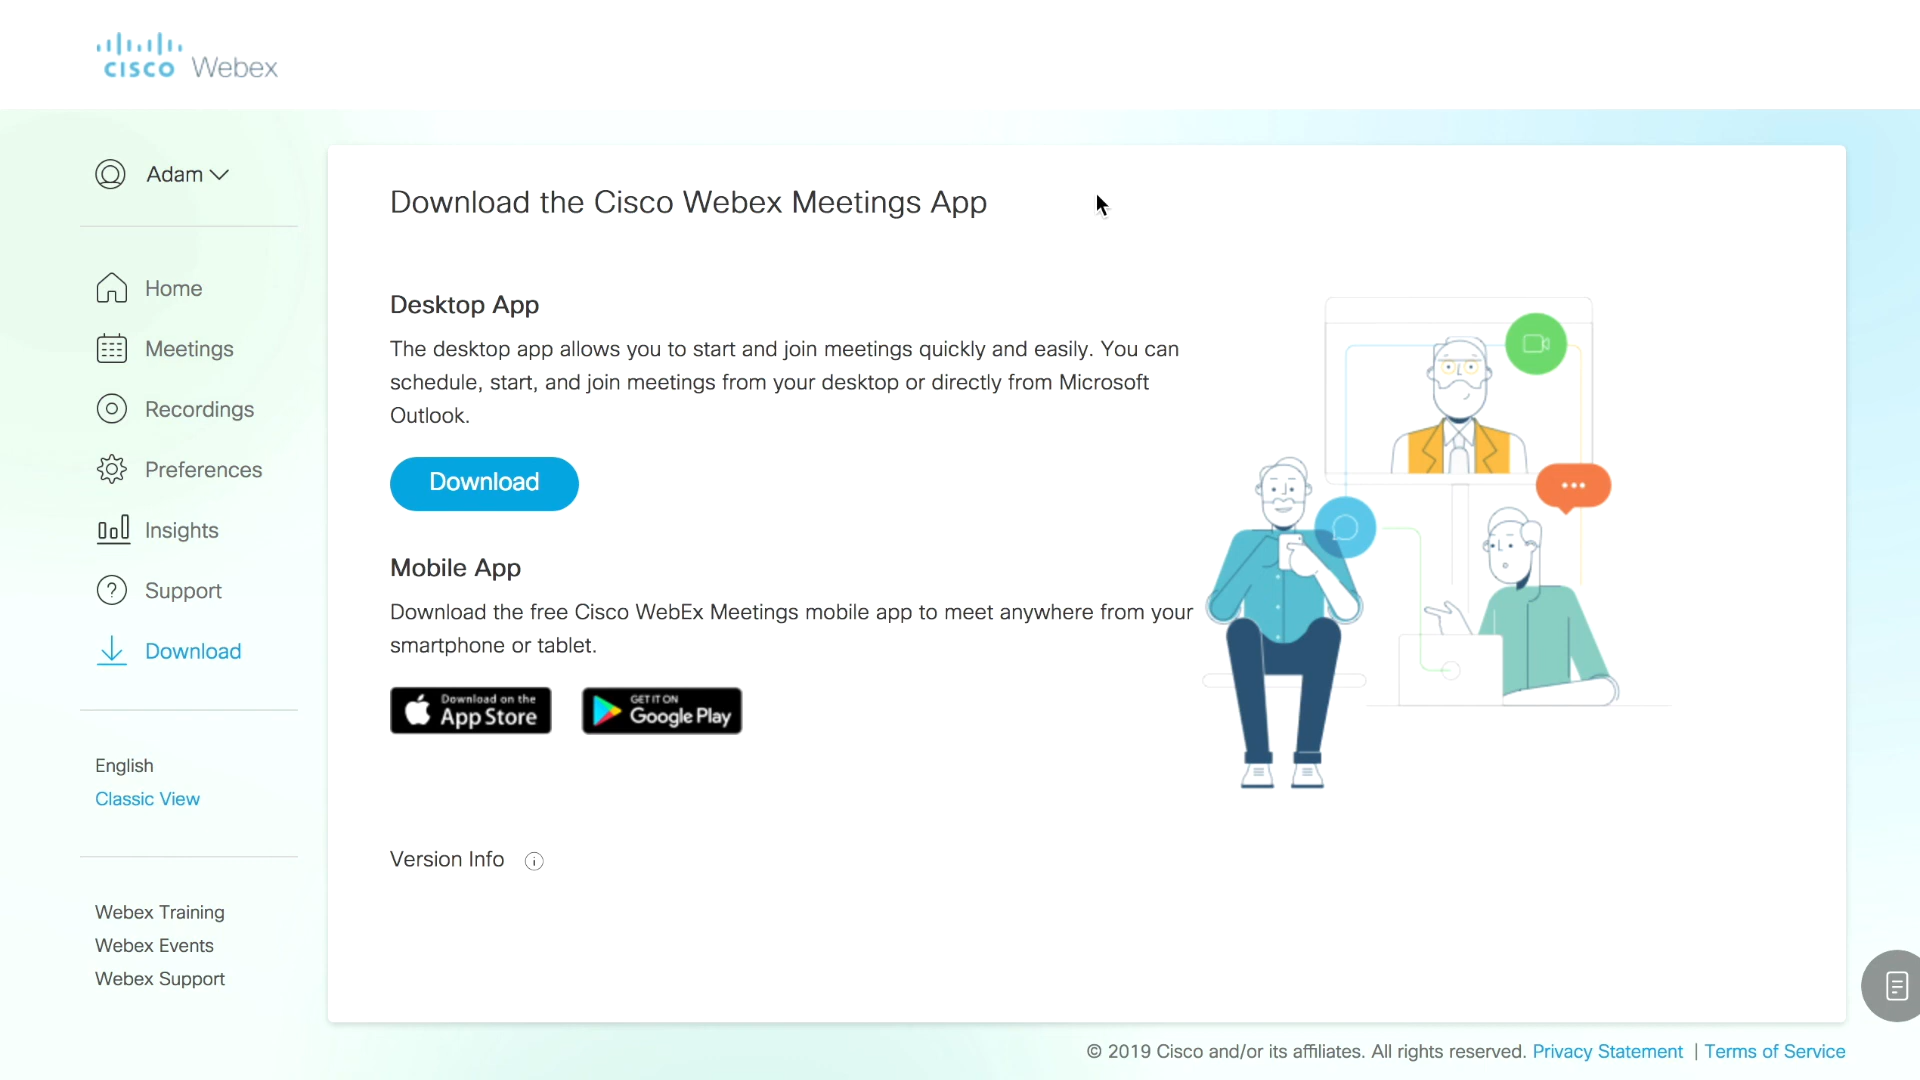 CISCO Webex
Adam
Home
Meetings
Recordings
Preferences
Insights
Support
Download
English
Classic View
Webex Training
Webex Events
Webex Support
Download the Cisco Webex Meetings App
Desktop App
The desktop app allows you to start and join meetings quickly and easily. You can
schedule, start, and join meetings from your desktop or directly from Microsoft
Outlook.
Download
Mobile App
Download the free Cisco WebEx Meetings mobile app to meet anywhere from your
smartphone or tablet.
Download on the
App Store
GET IT ON
Google Play
Version Info
© 2019 Cisco and/or its affiliates. All rights reserved. Privacy Statement | Terms of Service